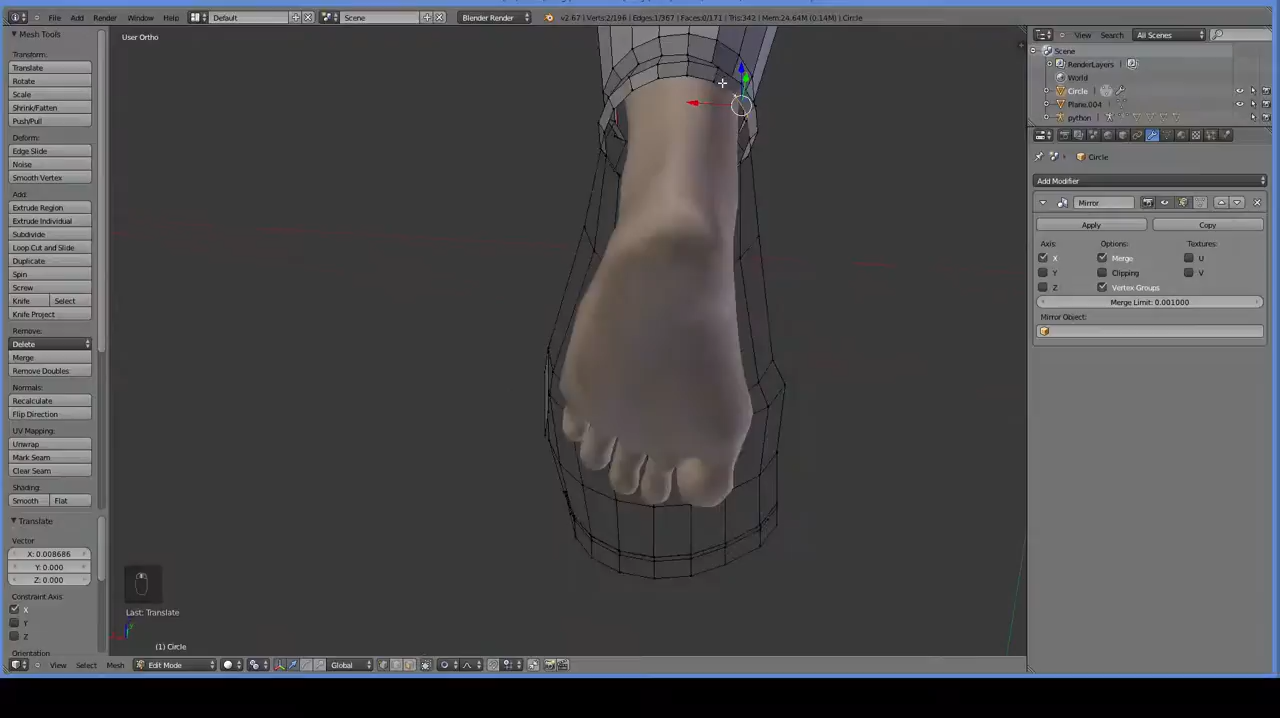 File Add Render Window Help Default Scene Blender Render v2.67 | Verts:2/196 | Edges:1/367 | Faces:0/171 | Tris:342 | Mem:24.64M (0.14M) | Circle
Mesh Tools
User Ortho
View Search All Scenes
Scene
RenderLayers
World
Circle
Plane.004
python
Circle
Add Modifier
Mirror
Apply Copy
Axis: Options: Textures:
X Merge U
Y Clipping V
Z Vertex Groups
Merge Limit: 0.001000
Mirror Object:
Transform:
Translate
Rotate
Scale
Shrink/Fatten
Push/Pull
Deform:
Edge Slide
Noise
Smooth Vertex
Add:
Extrude Region
Extrude Individual
Subdivide
Loop Cut and Slide
Duplicate
Spin
Screw
Knife Select
Knife Project
Remove:
Delete
Merge
Remove Doubles
Normals:
Recalculate
Flip Direction
UV Mapping:
Unwrap
Mark Seam
Clear Seam
Shading:
Smooth Flat
Translate
Vector
X: 0.008686
Y: 0.000
Z: 0.000
Constraint Axis
X
Y
Z
Orientation
Last: Translate
(1) Circle
View Select Mesh Edit Mode Global